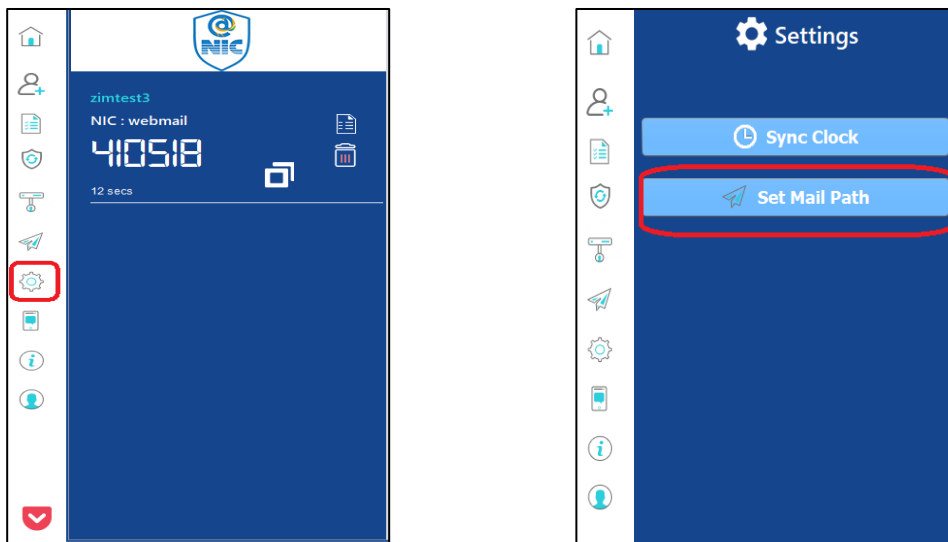 @
NIC
zimtest3
NIC : webmail
410518
12 secs
Settings
Sync Clock
Set Mail Path